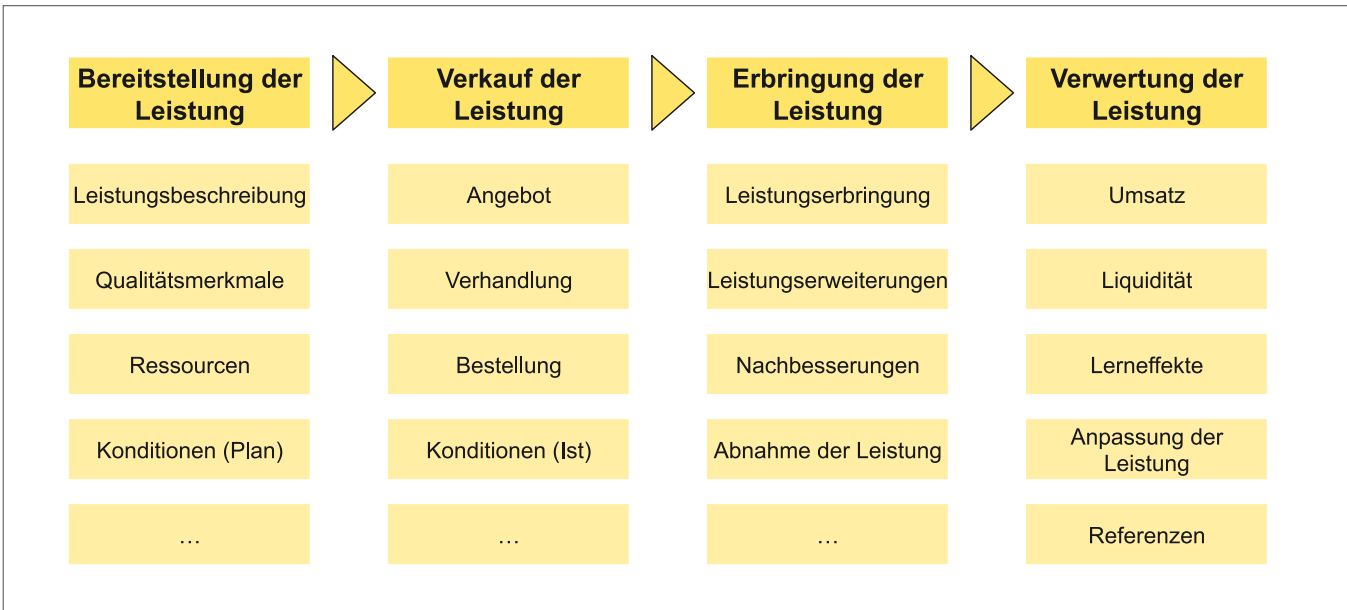 Bereitstellung der
Leistung
Verkauf der
Leistung
Erbringung der
Leistung
Verwertung der
Leistung
Leistungsbeschreibung
Angebot
Leistungserbringung
Umsatz
Qualitätsmerkmale
Verhandlung
Leistungserweiterungen
Liquidität
Ressourcen
Bestellung
Nachbesserungen
Lerneffekte
Konditionen (Plan)
Konditionen (Ist)
Abnahme der Leistung
Anpassung der
Leistung
…
…
…
Referenzen